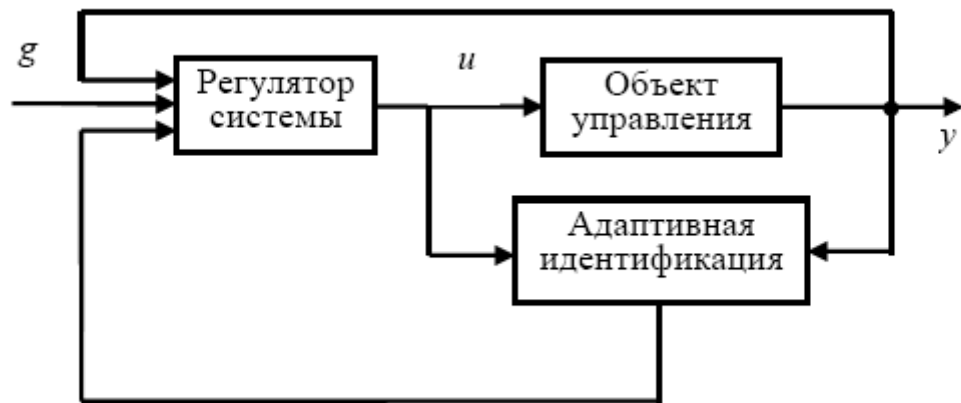 g
Регулятор
системы
u
Объект
управления
y
Адаптивная
идентификация